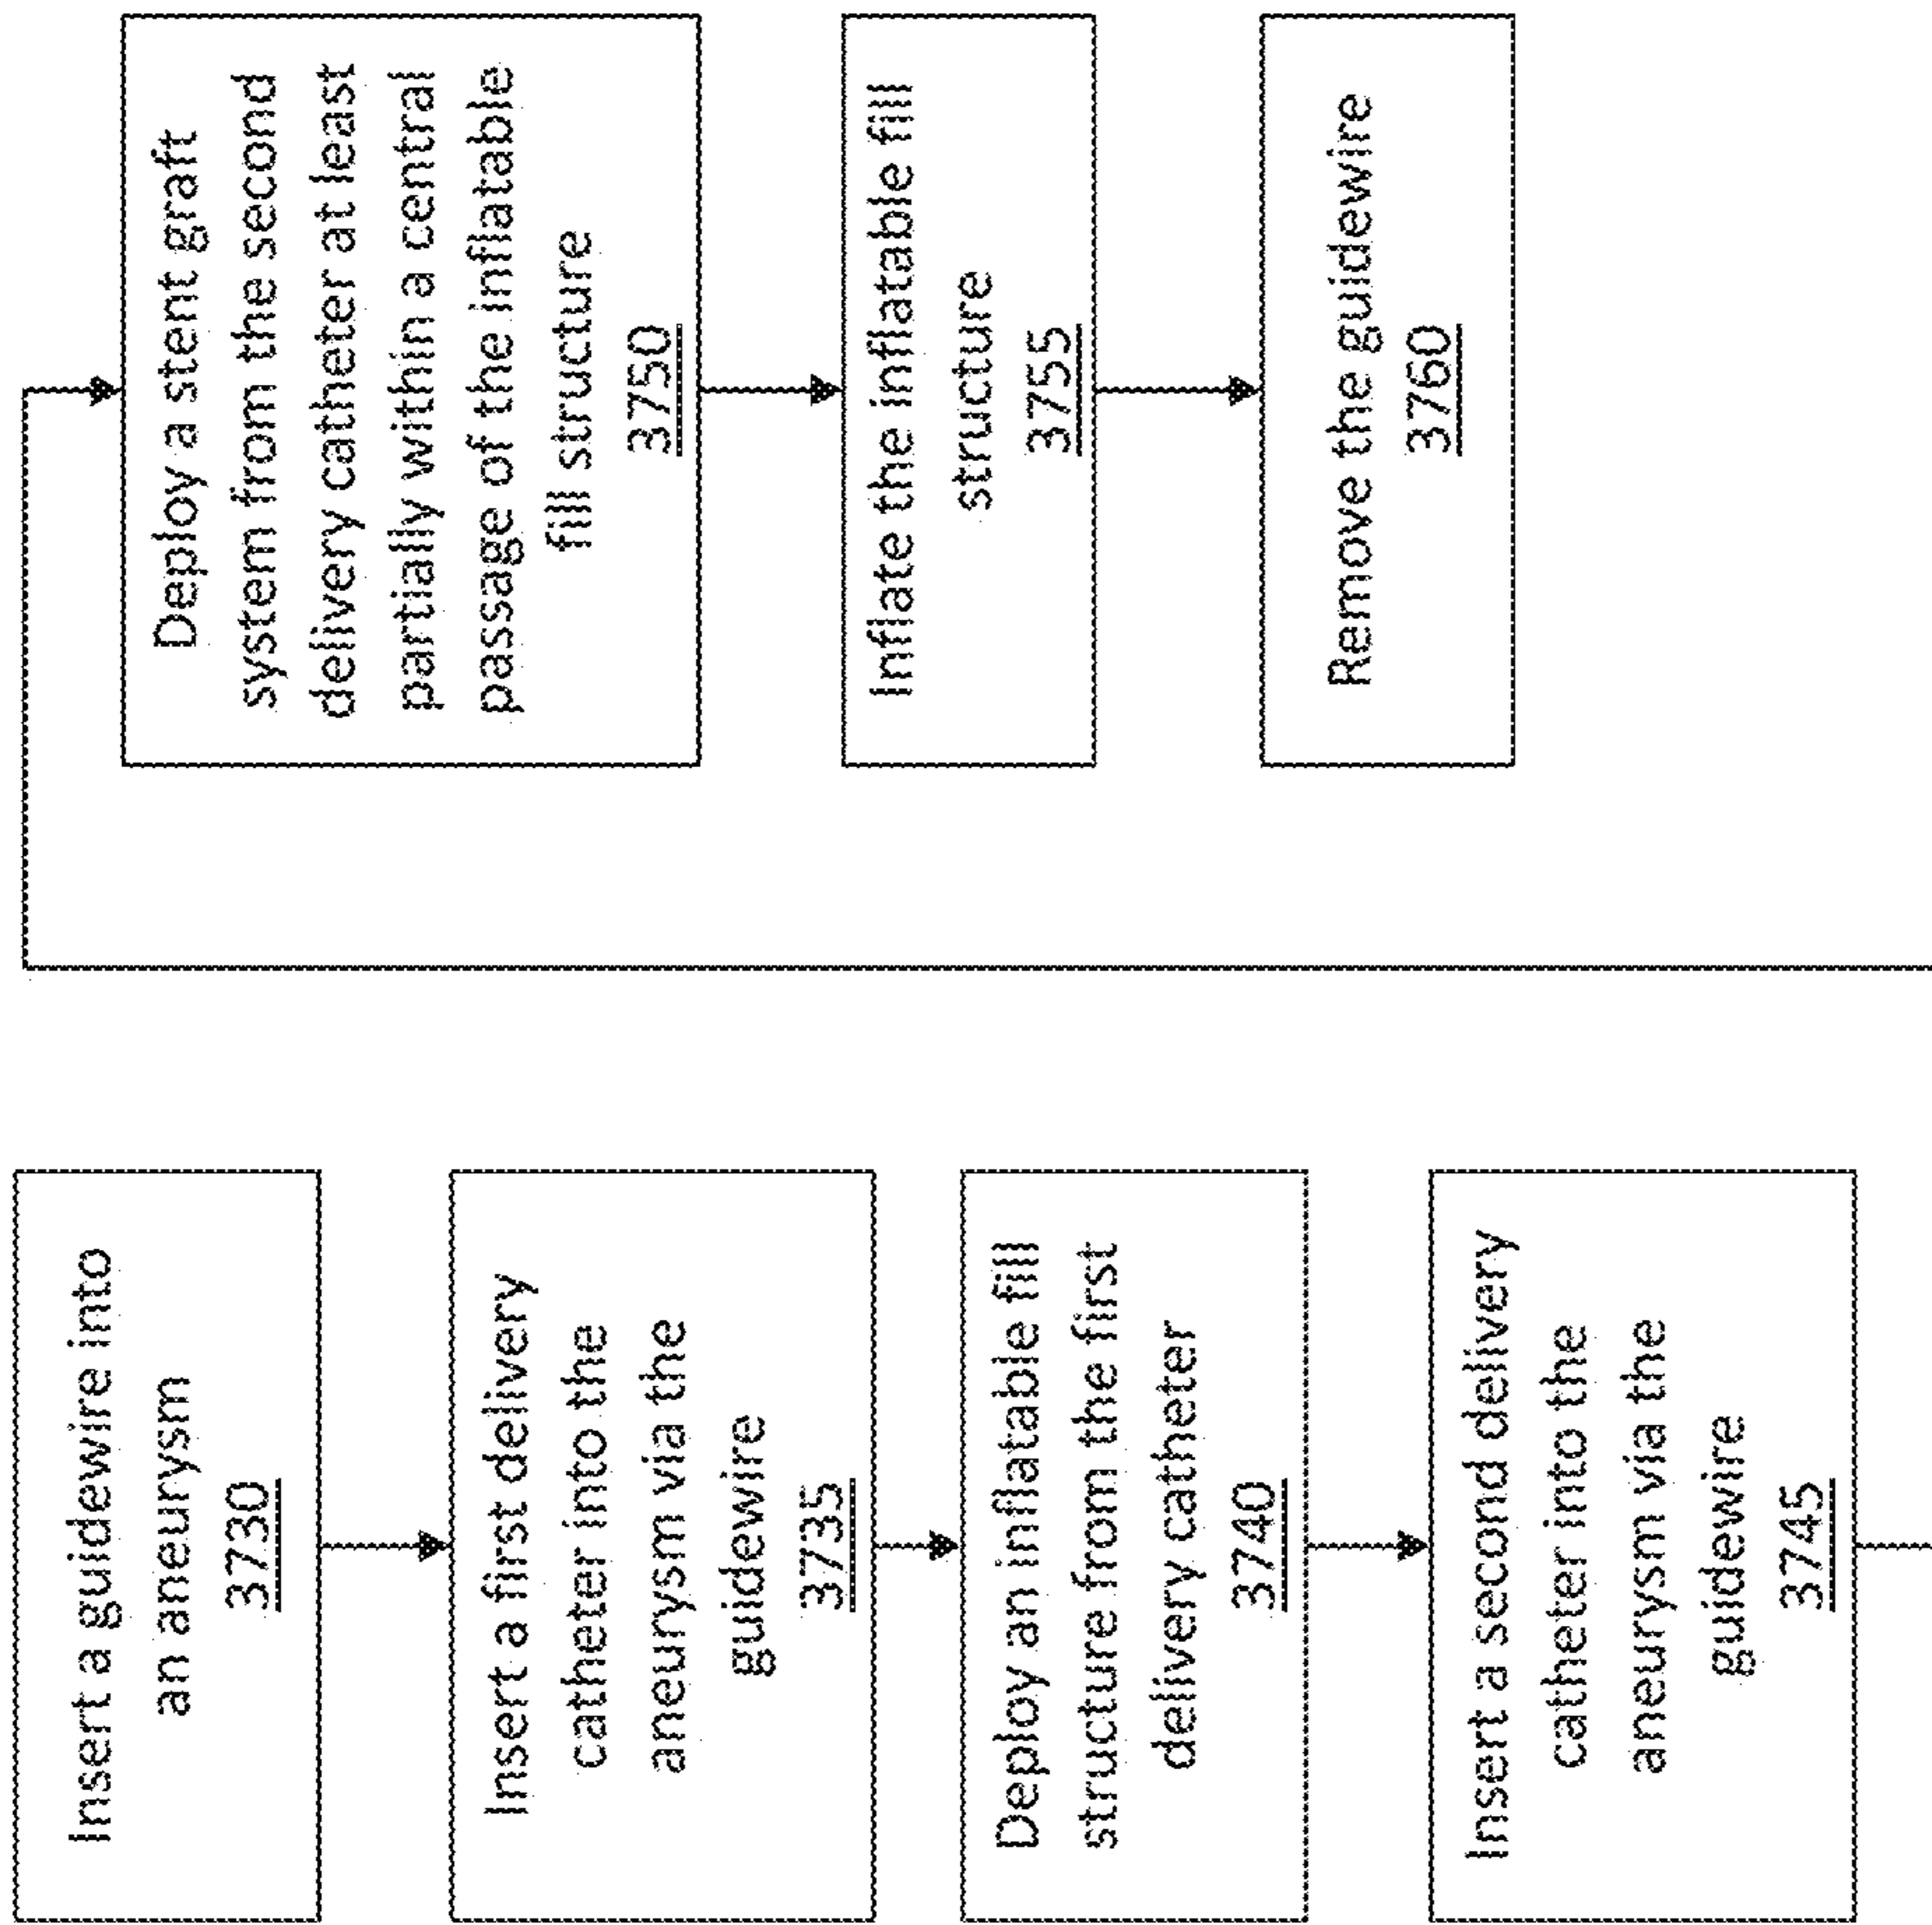 Insert a guidewire into
an aneurysm
3730
Insert a first delivery
catheter into the
aneurysm via the
guidewire
3735
Deploy an inflatable fill
structure from the first
delivery catheter
3740
Insert a second delivery
catheter into the
aneurysm via the
guidewire
3745
Deploy a stent graft
system from the second
delivery catheter at least
partially within a central
passage of the inflatable
fill structure
3750
Inflate the inflatable fill
structure
3755
Remove the guidewire
3760